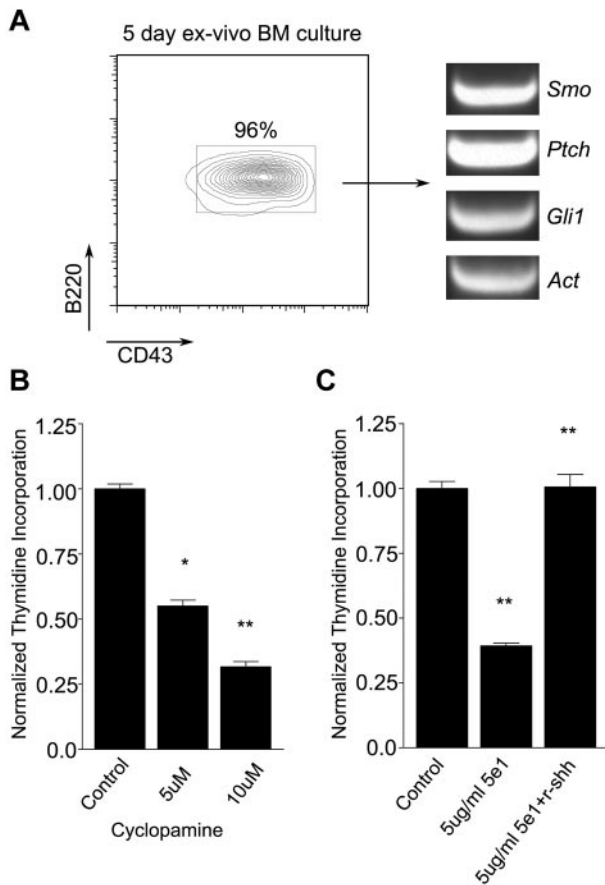 A
5 day ex-vivo BM culture
96%
B220
CD43
Smo
Ptch
Gli1
Act
B
Normalized Thymidine Incorporation
1.25
1.00
0.75
0.50
0.25
0.0
*
**
Control
5uM
10uM
Cyclopamine
C
Normalized Thymidine Incorporation
1.25
1.00
0.75
0.50
0.25
0.0
**
**
Control
5ug/ml 5e1
5ug/ml 5e1+r-shh